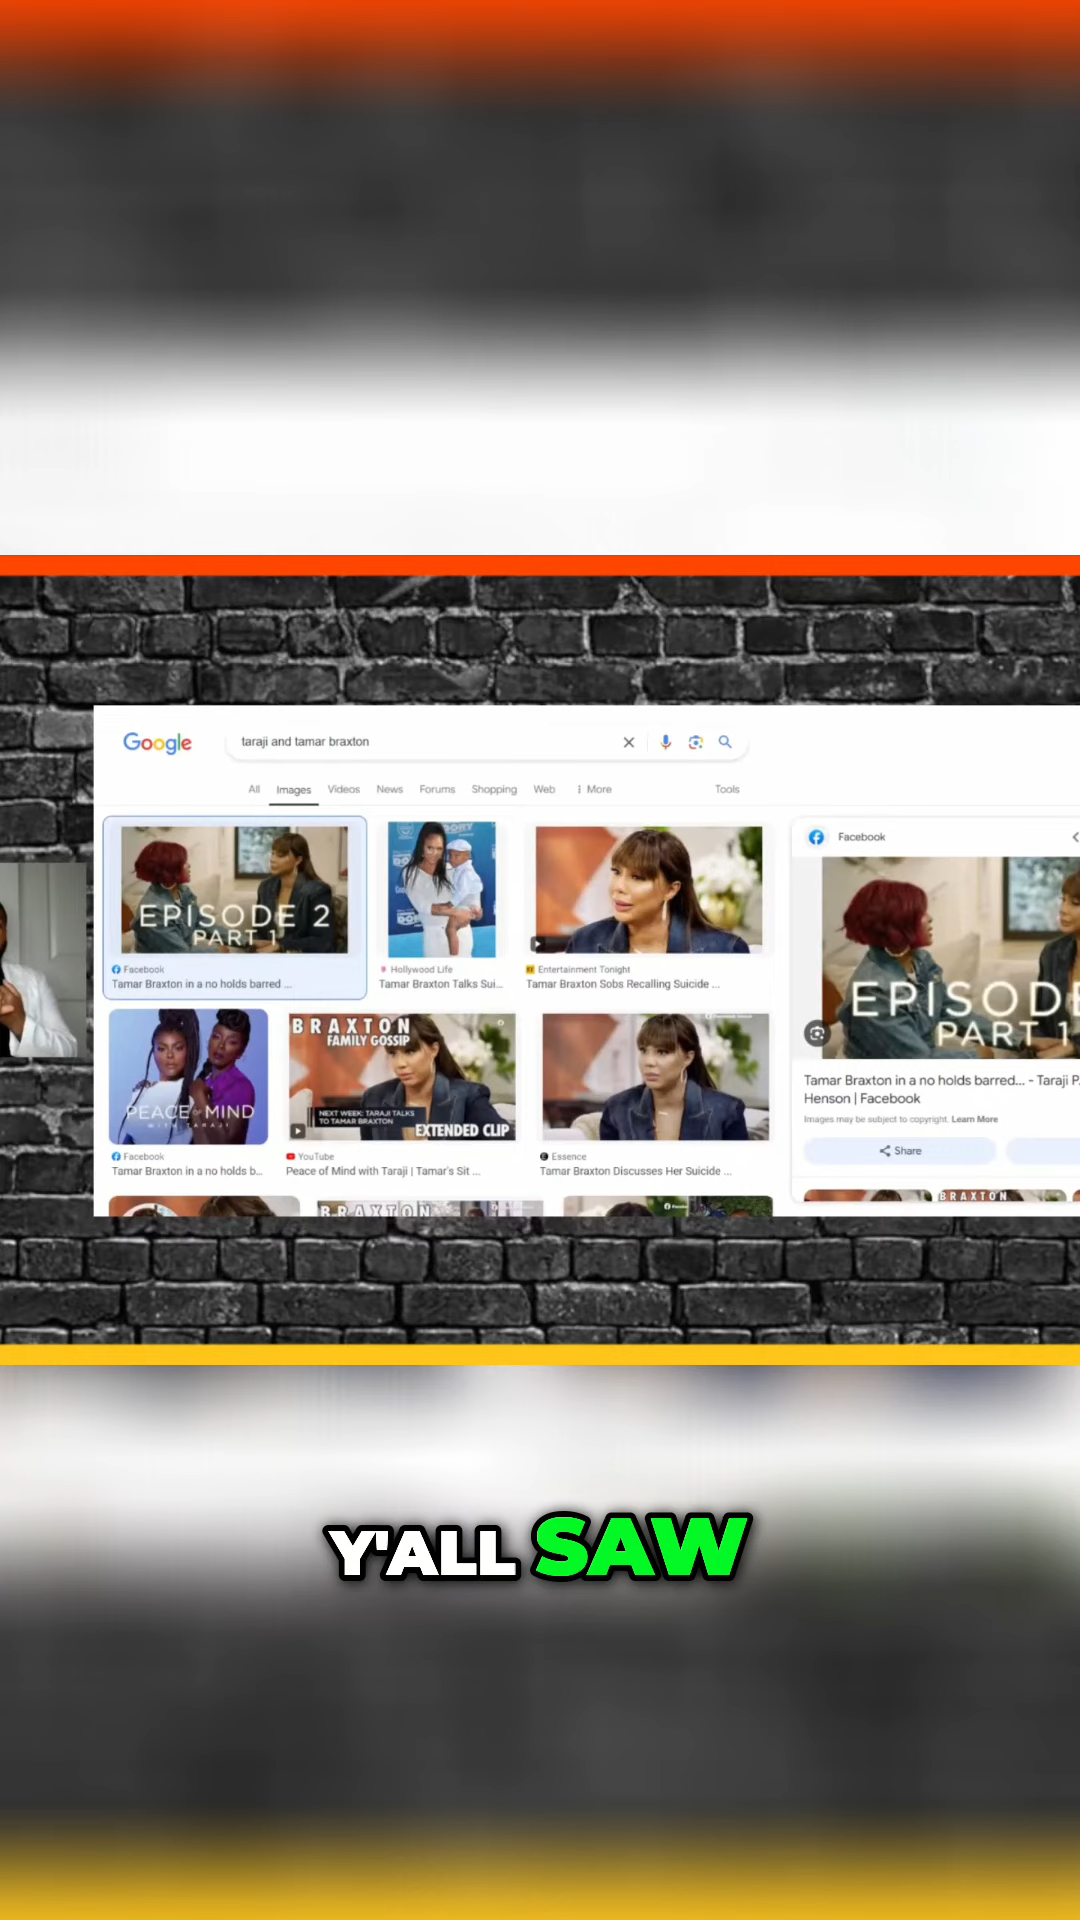 Google
taraji and tamar braxton
All Images Videos News Forums Shopping Web More Tools
EPISODE 2
PART 1
Facebook
Tamar Braxton in a no holds barred ...
Hollywood Life
Tamar Braxton Talks Sui...
Entertainment Tonight
Tamar Braxton Sobs Recalling Suicide ...
Facebook
EPISODE
PART 1
Tamar Braxton in a no holds barred... - Taraji P.
Henson | Facebook
Images may be subject to copyright. Learn More
Share
PEACE OF MIND
WITH TARAJI
Facebook
Tamar Braxton in a no holds b...
BRAXTON
FAMILY GOSSIP
NEXT WEEK: TARAJI TALKS
TO TAMAR BRAXTON
EXTENDED CLIP
YouTube
Peace of Mind with Taraji | Tamar's Sit ...
Essence
Tamar Braxton Discusses Her Suicide ...
BRAXTON
BRAXTON
Y'ALL SAW